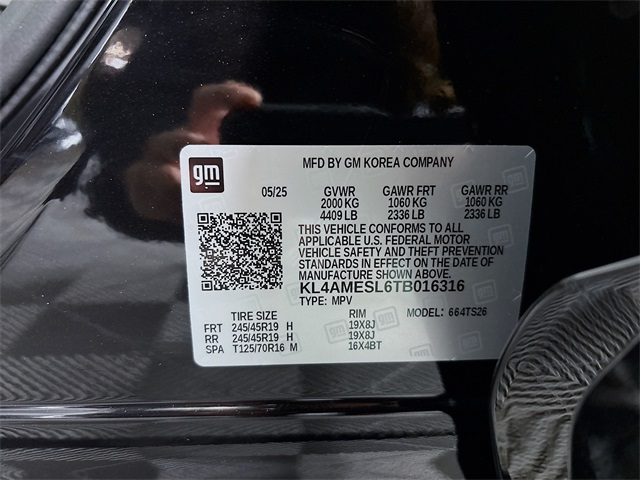 gm
MFD BY GM KOREA COMPANY
05/25 GVWR GAWR FRT GAWR RR
2000 KG 1060 KG 1060 KG
4409 LB 2336 LB 2336 LB
THIS VEHICLE CONFORMS TO ALL
APPLICABLE U.S. FEDERAL MOTOR
VEHICLE SAFETY AND THEFT PREVENTION
STANDARDS IN EFFECT ON THE DATE OF
MANUFACTURE SHOWN ABOVE.
KL4AMESL6TB016316
TYPE: MPV MODEL: 664TS26
TIRE SIZE RIM
FRT 245/45R19 H 19X8J
RR 245/45R19 H 19X8J
SPA T125/70R16 M 16X4BT